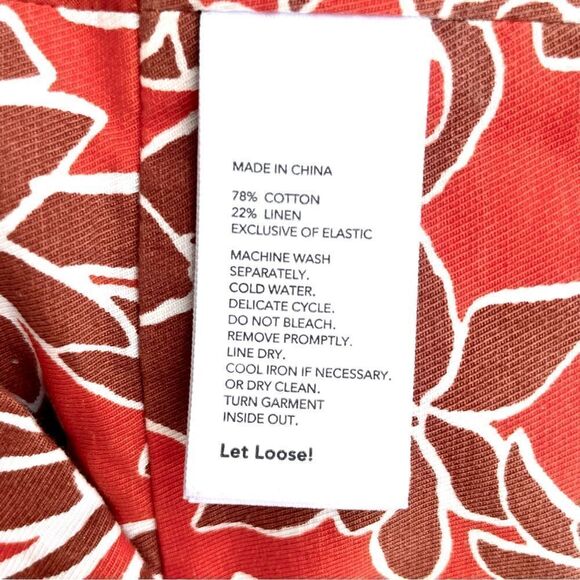 MADE IN CHINA
78% COTTON
22% LINEN
EXCLUSIVE OF ELASTIC
MACHINE WASH
SEPARATELY.
COLD WATER.
DELICATE CYCLE.
DO NOT BLEACH.
REMOVE PROMPTLY.
LINE DRY.
COOL IRON IF NECESSARY.
OR DRY CLEAN.
TURN GARMENT
INSIDE OUT.
Let Loose!